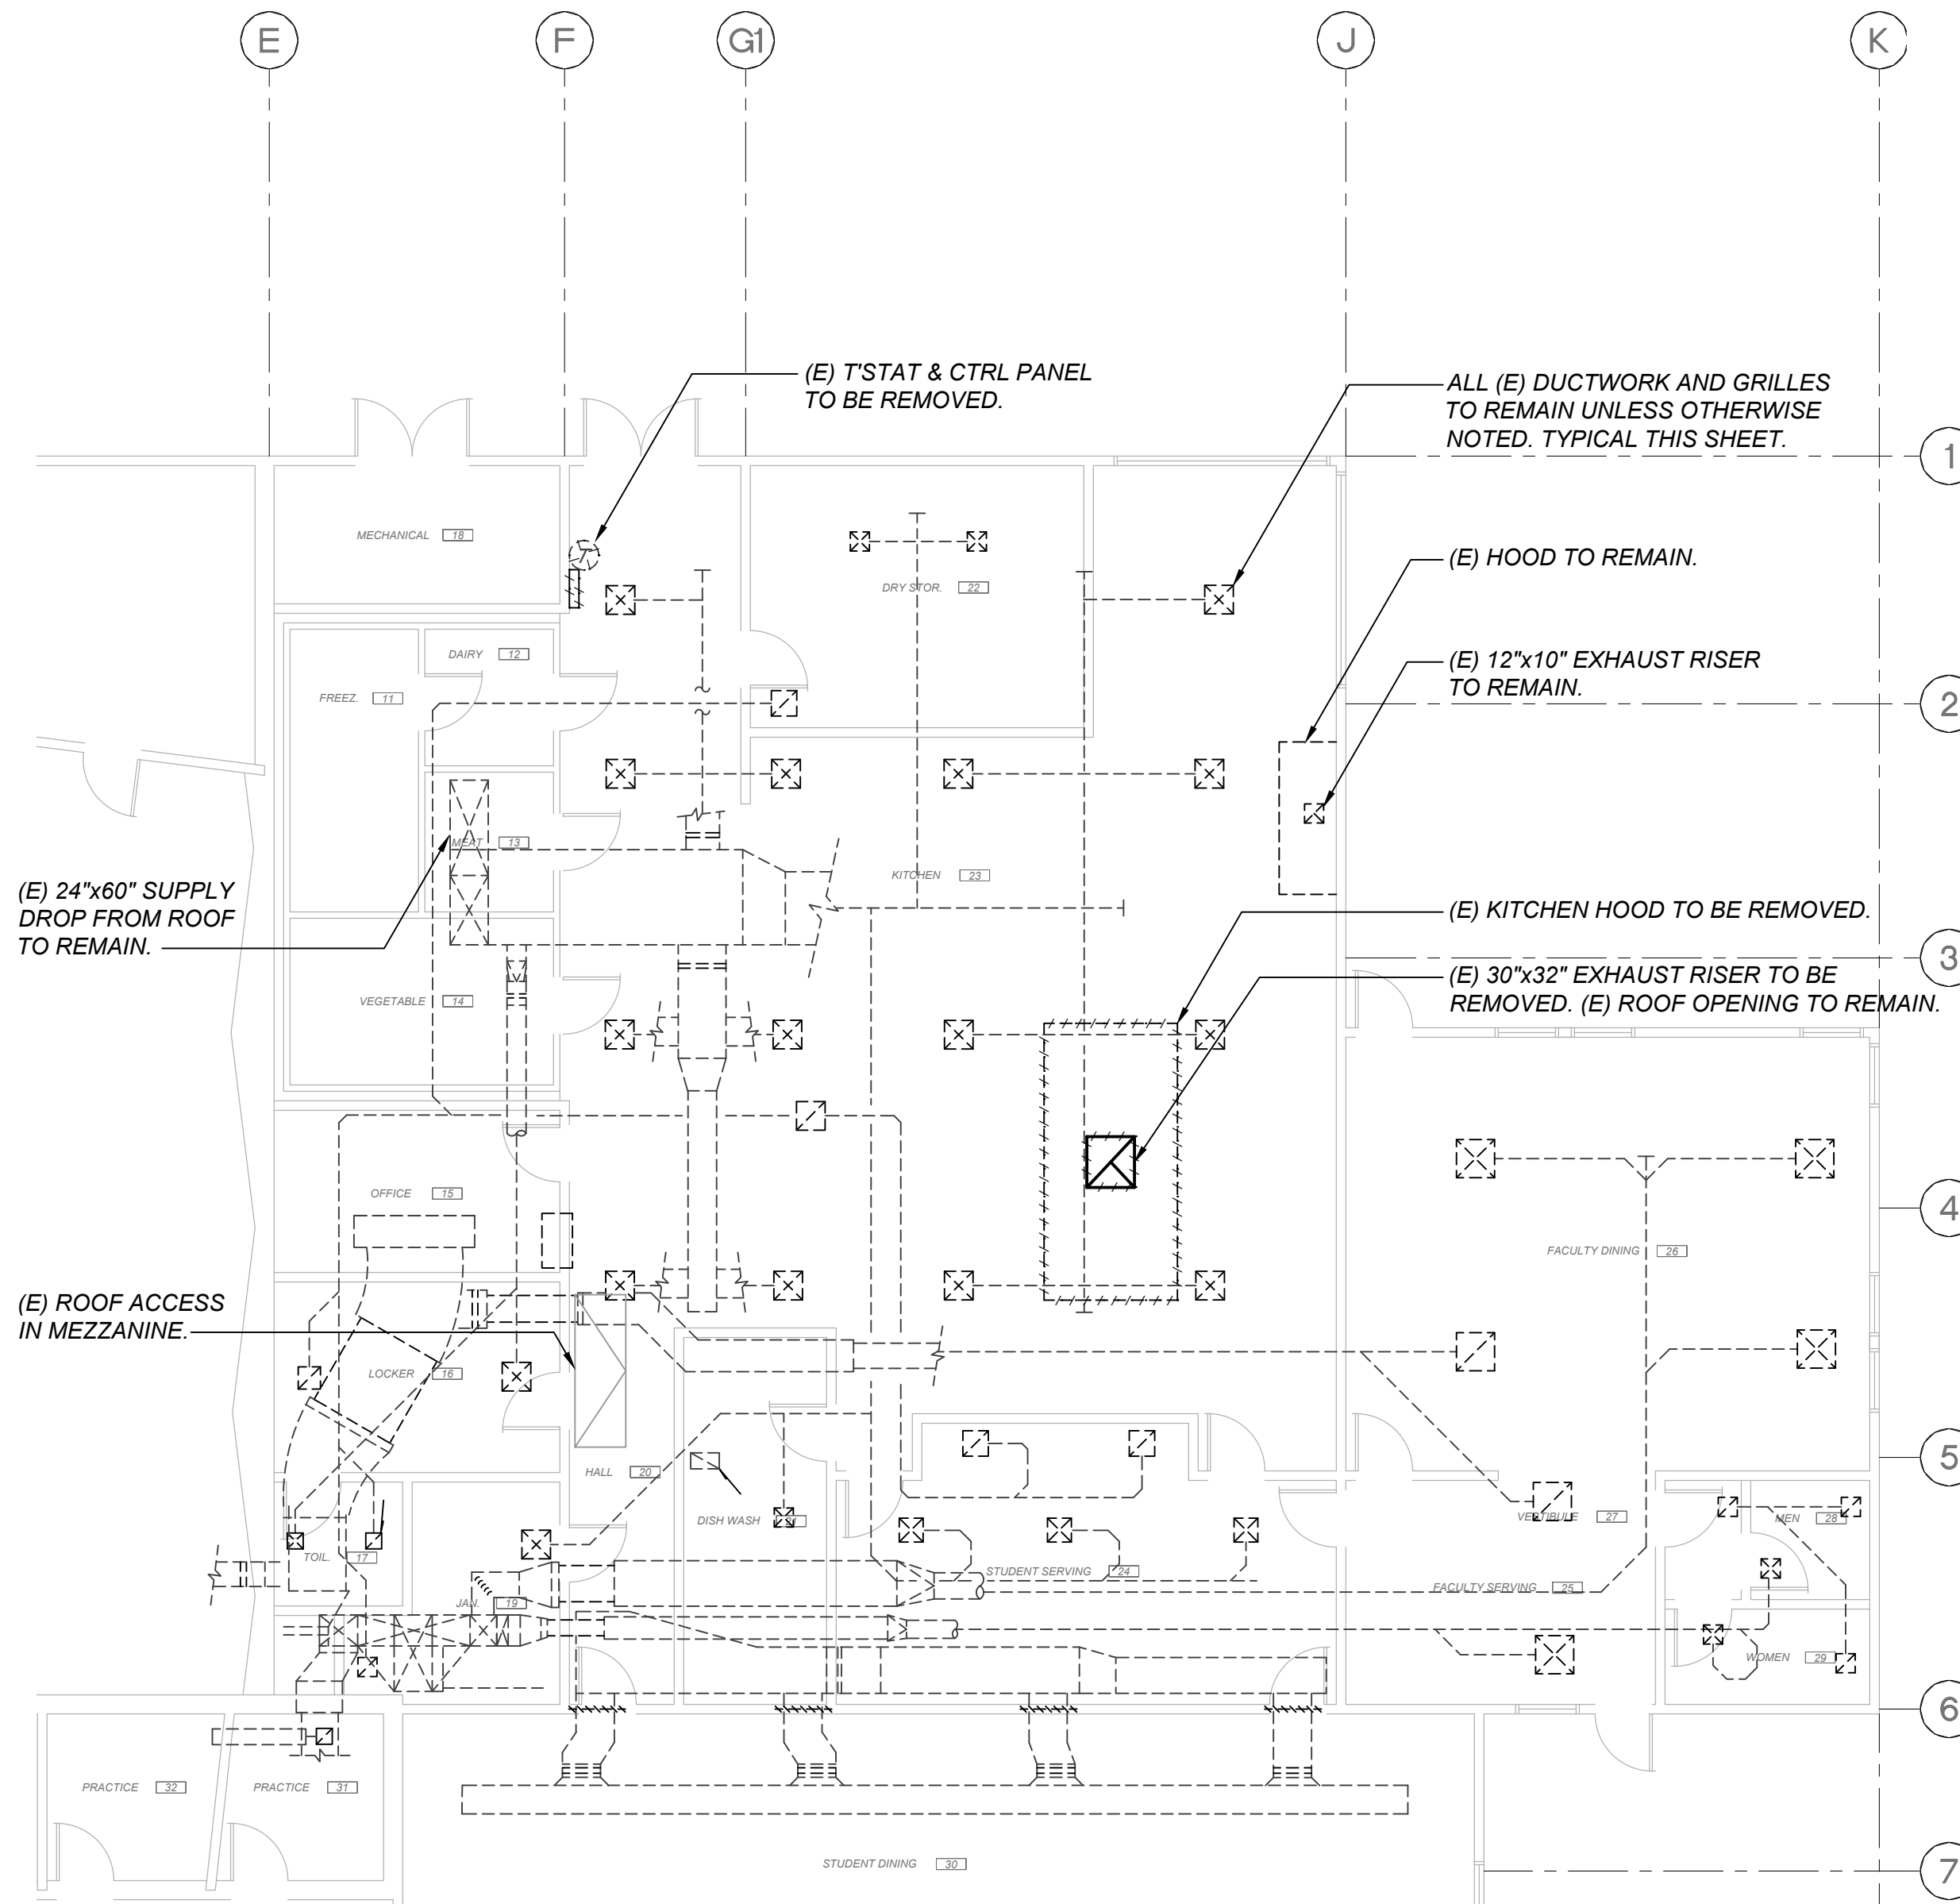 E
F
G1
J
K
(E) T'STAT & CTRL PANEL
TO BE REMOVED.
ALL (E) DUCTWORK AND GRILLES
TO REMAIN UNLESS OTHERWISE
NOTED. TYPICAL THIS SHEET.
1
MECHANICAL 18
T
(E) HOOD TO REMAIN.
DRY STOR. 22
DAIRY 12
(E) 12"x10" EXHAUST RISER
TO REMAIN.
FREEZ. 11
2
MEAT 13
KITCHEN 23
(E) 24"x60" SUPPLY
DROP FROM ROOF
TO REMAIN.
(E) KITCHEN HOOD TO BE REMOVED.
3
(E) 30"x32" EXHAUST RISER TO BE
REMOVED. (E) ROOF OPENING TO REMAIN.
VEGETABLE 14
OFFICE 15
4
FACULTY DINING 26
(E) ROOF ACCESS
IN MEZZANINE.
LOCKER 16
5
HALL 20
DISH WASH
VESTIBULE 27
MEN 28
TOIL. 17
STUDENT SERVING 24
FACULTY SERVING 25
JAN. 19
WOMEN 29
6
PRACTICE 32
PRACTICE 31
STUDENT DINING 30
7